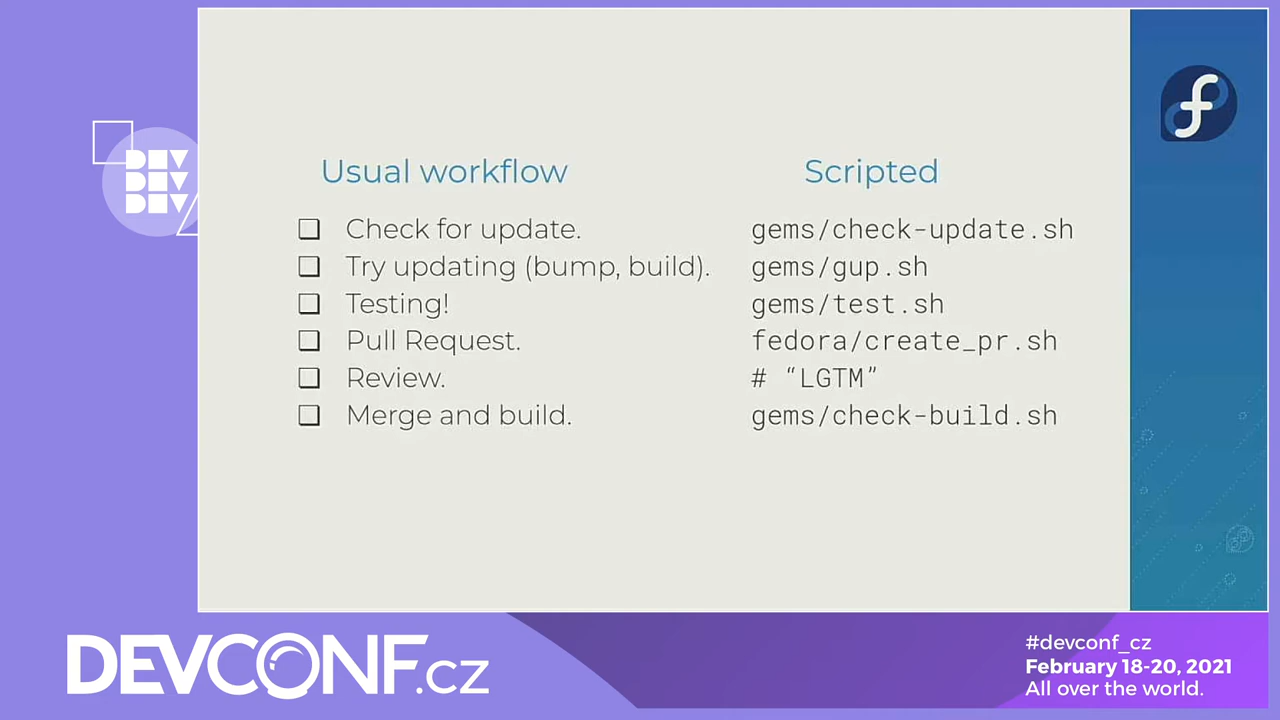 DEV
DEV
DEV
Usual workflow
Scripted
Check for update.
gems/check-update.sh
Try updating (bump, build).
gems/gup.sh
Testing!
gems/test.sh
Pull Request.
fedora/create_pr.sh
Review.
# “LGTM”
Merge and build.
gems/check-build.sh
DEVCONF.cz
#devconf_cz
February 18-20, 2021
All over the world.